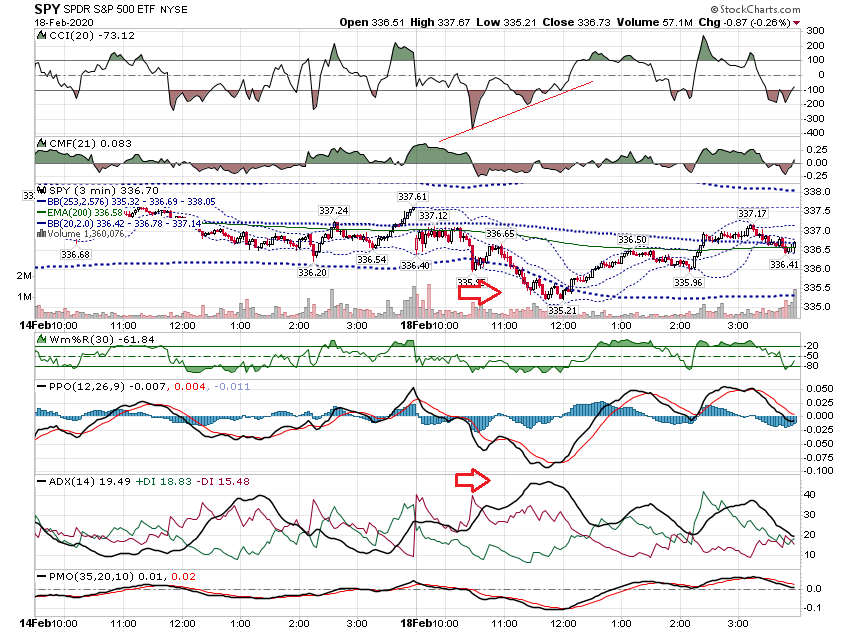 SPY SPDR S&P 500 ETF NYSE
© StockCharts.com
18-Feb-2020
Open 336.51 High 337.67 Low 335.21 Close 336.73 Volume 57.1M Chg -0.87 (-0.26%)
CCI(20) -73.12
300
200
100
0
-100
-200
-300
-400
CMF(21) 0.083
0.25
0.00
-0.25
SPY (3 min) 336.70
BB(253,2.576) 335.32 - 336.69 - 338.05
EMA(200) 336.58
BB(20,2.0) 336.42 - 336.78 - 337.14
Volume 1,360,076
338.0
337.5
337.0
336.5
336.0
335.5
335.0
2M
1M
33
336.68
336.20
337.24
336.54
337.61
336.40
337.12
336.65
335.21
336.50
335.96
337.17
336.41
14Feb 10:00 11:00 12:00 1:00 2:00 3:00 18Feb 10:00 11:00 12:00 1:00 2:00 3:00
Wm%R(30) -61.84
-20
-50
-80
PPO(12,26,9) -0.007, 0.004, -0.011
0.050
0.025
0.000
-0.025
-0.050
-0.075
-0.100
ADX(14) 19.49 +DI 18.83 -DI 15.48
40
30
20
10
PMO(35,20,10) 0.01, 0.02
0.0
-0.1
14Feb 10:00 11:00 12:00 1:00 2:00 3:00 18Feb 10:00 11:00 12:00 1:00 2:00 3:00